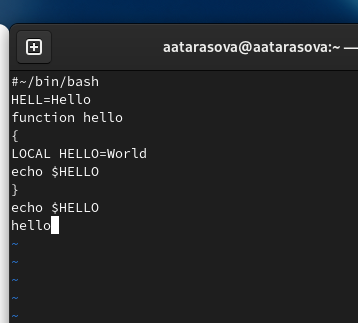 aatarasova@aatarasova:~ —
#~/bin/bash
HELL=Hello
function hello
{
LOCAL HELLO=World
echo $HELLO
}
echo $HELLO
hello
~
~
~
~
~